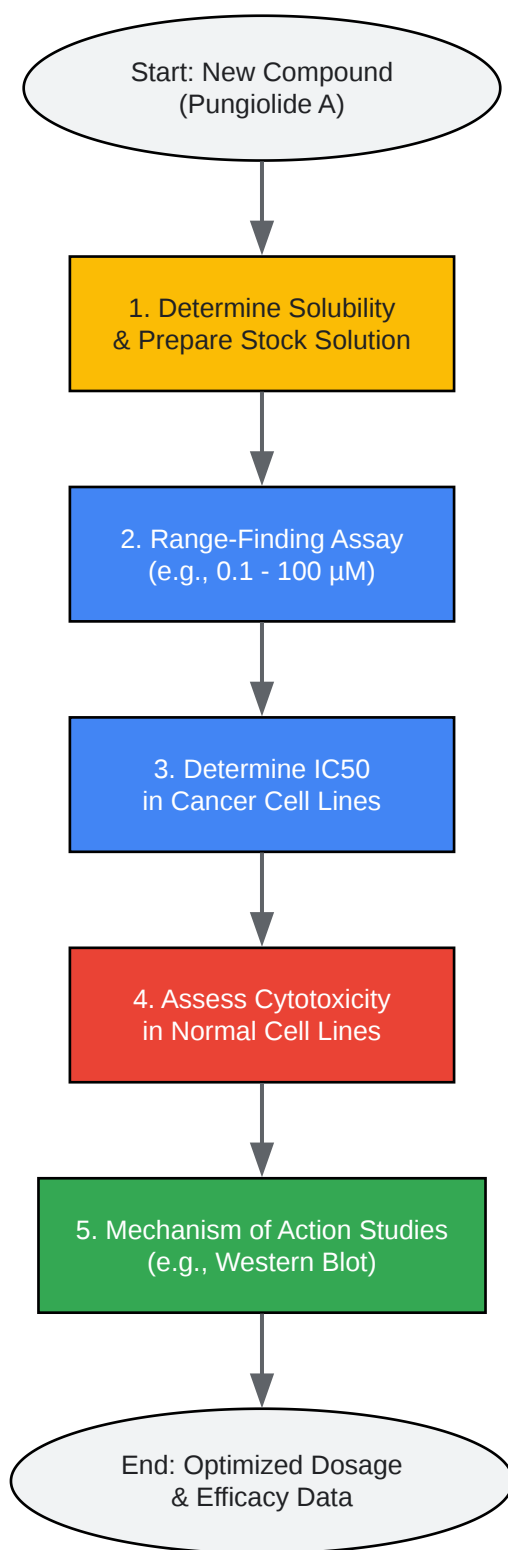 Start: New Compound
(Pungiolide A)
1. Determine Solubility
& Prepare Stock Solution
2. Range-Finding Assay
(e.g., 0.1 - 100 µM)
3. Determine IC50
in Cancer Cell Lines
4. Assess Cytotoxicity
in Normal Cell Lines
5. Mechanism of Action Studies
(e.g., Western Blot)
End: Optimized Dosage
& Efficacy Data